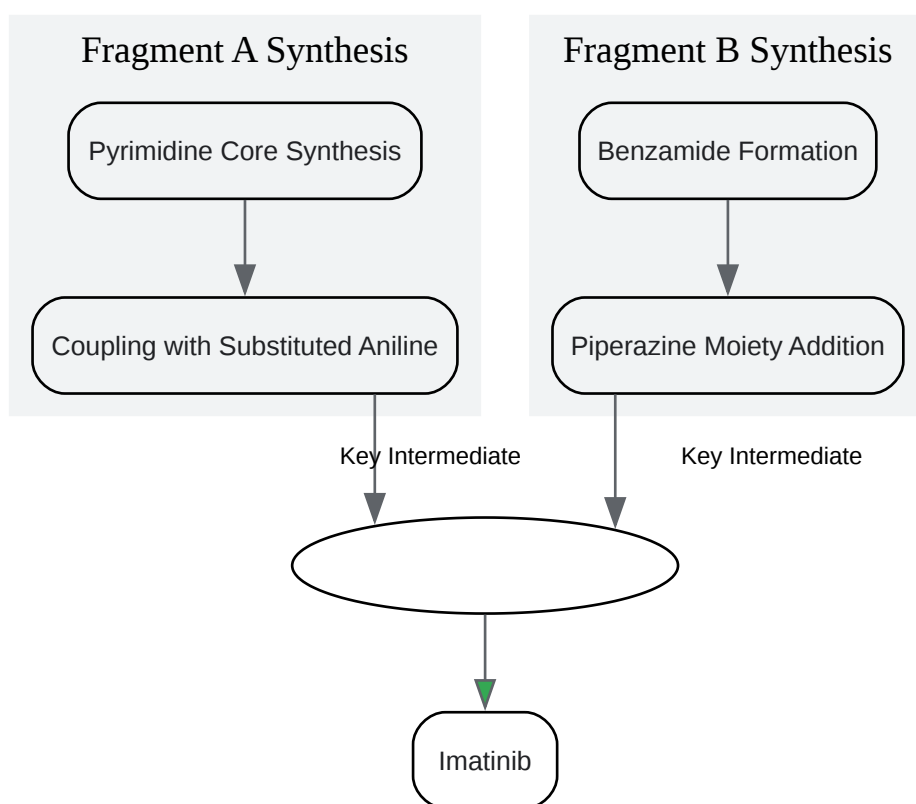 Fragment A Synthesis
Fragment B Synthesis
Pyrimidine Core Synthesis
Benzamide Formation
Coupling with Substituted Aniline
Piperazine Moiety Addition
Key Intermediate
Key Intermediate
Imatinib